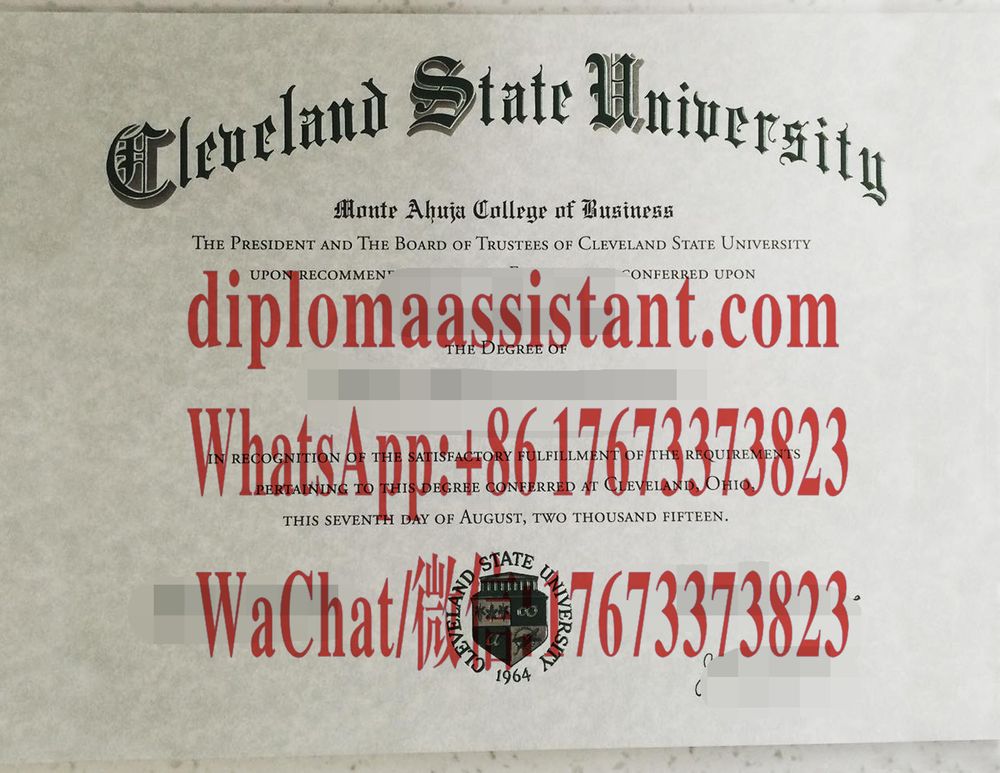 Cleveland State University
Monte Ahuja College of Business
THE PRESIDENT AND THE BOARD OF TRUSTEES OF CLEVELAND STATE UNIVERSITY
UPON CONFERRED UPON
diplomaassistant.com
THE DEGREE OF
WhatsApp:+86 17673373823
IN RECOGNITION OF THE SATISFACTORY FULFILLMENT OF THE REQUIREMENTS
PERTAINING TO THIS DEGREE CONFERRED AT CLEVELAND, OHIO,
THIS SEVENTH DAY OF AUGUST, TWO THOUSAND FIFTEEN.
CLEVELAND STATE UNIVERSITY
WaChat/微信 17673373823
1964